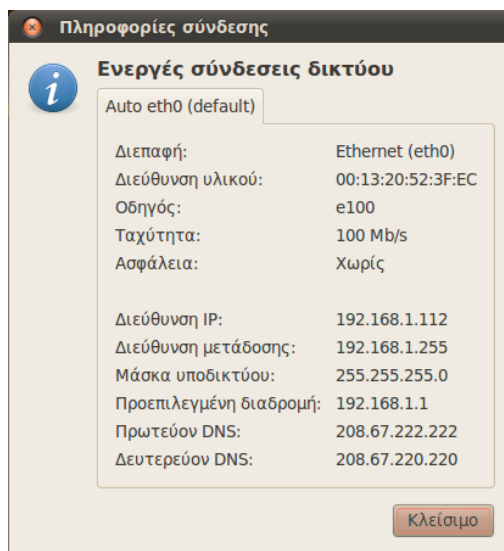 Πληροφορίες σύνδεσης
Ενεργές σύνδεσεις δικτύου
Auto eth0 (default)
Διεπαφή: Ethernet (eth0)
Διεύθυνση υλικού: 00:13:20:52:3F:EC
Οδηγός: e100
Ταχύτητα: 100 Mb/s
Ασφάλεια: Χωρίς
Διεύθυνση IP: 192.168.1.112
Διεύθυνση μετάδοσης: 192.168.1.255
Μάσκα υποδικτύου: 255.255.255.0
Προεπιλεγμένη διαδρομή: 192.168.1.1
Πρωτεύον DNS: 208.67.222.222
Δευτερεύον DNS: 208.67.220.220
Κλείσιμο